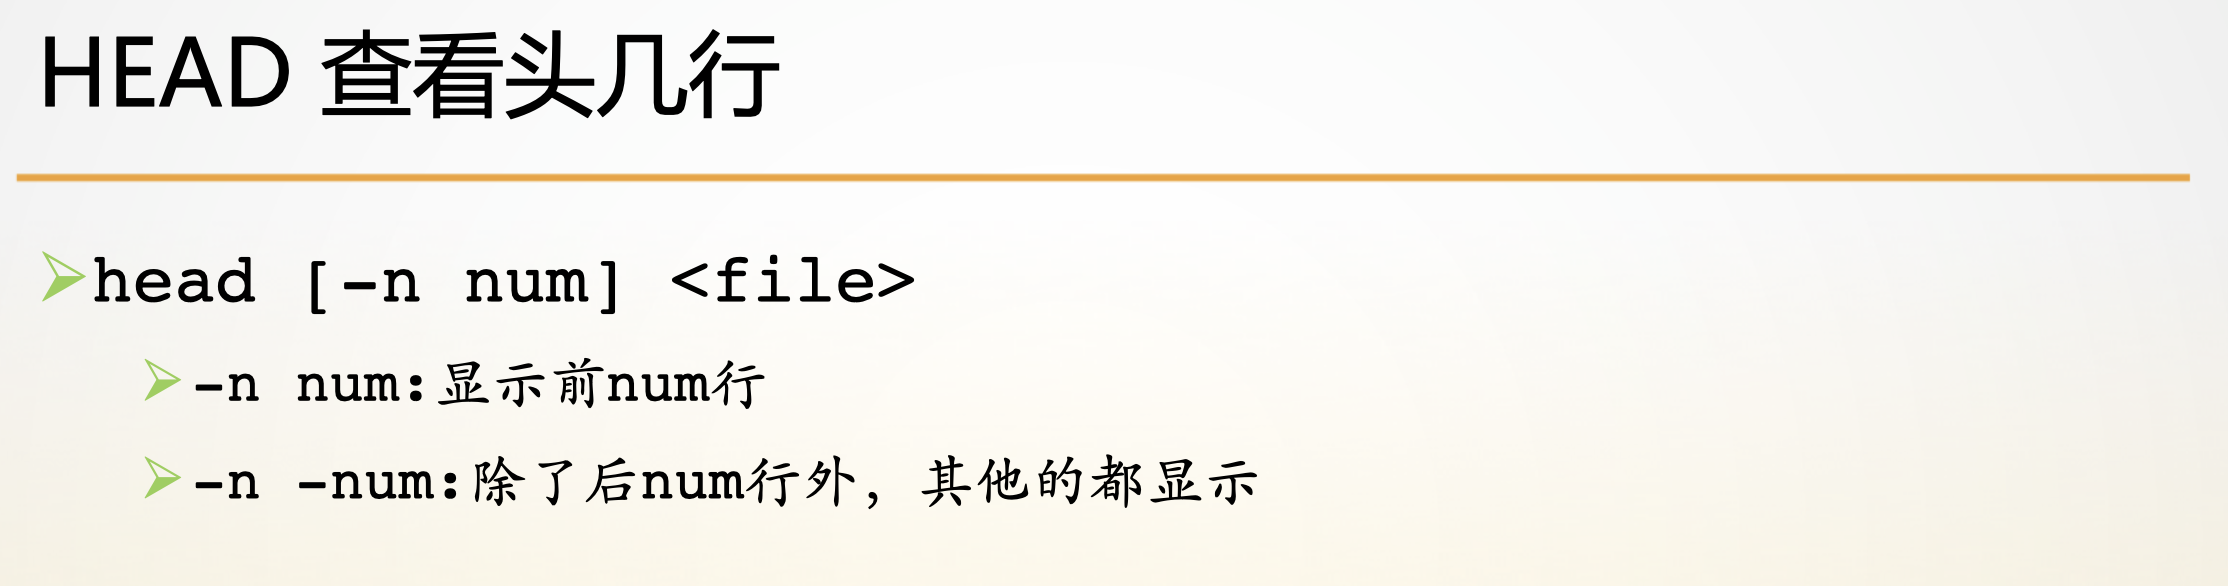 HEAD 查看头几行
head [-n num] <file>
-n num:显示前num行
-n -num:除了后num行外，其他的都显示